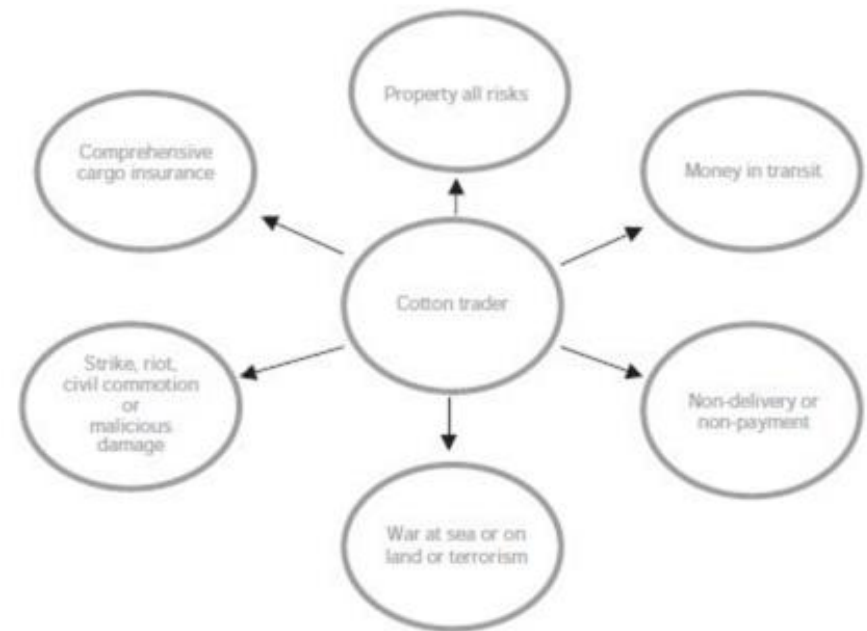 Property all risks
Comprehensive
cargo insurance
Money in transit
Cotton trader
Strike, riot,
civil commotion
or
malicious
damage
Non-delivery or
non-payment
War at sea or on
land or terrorism